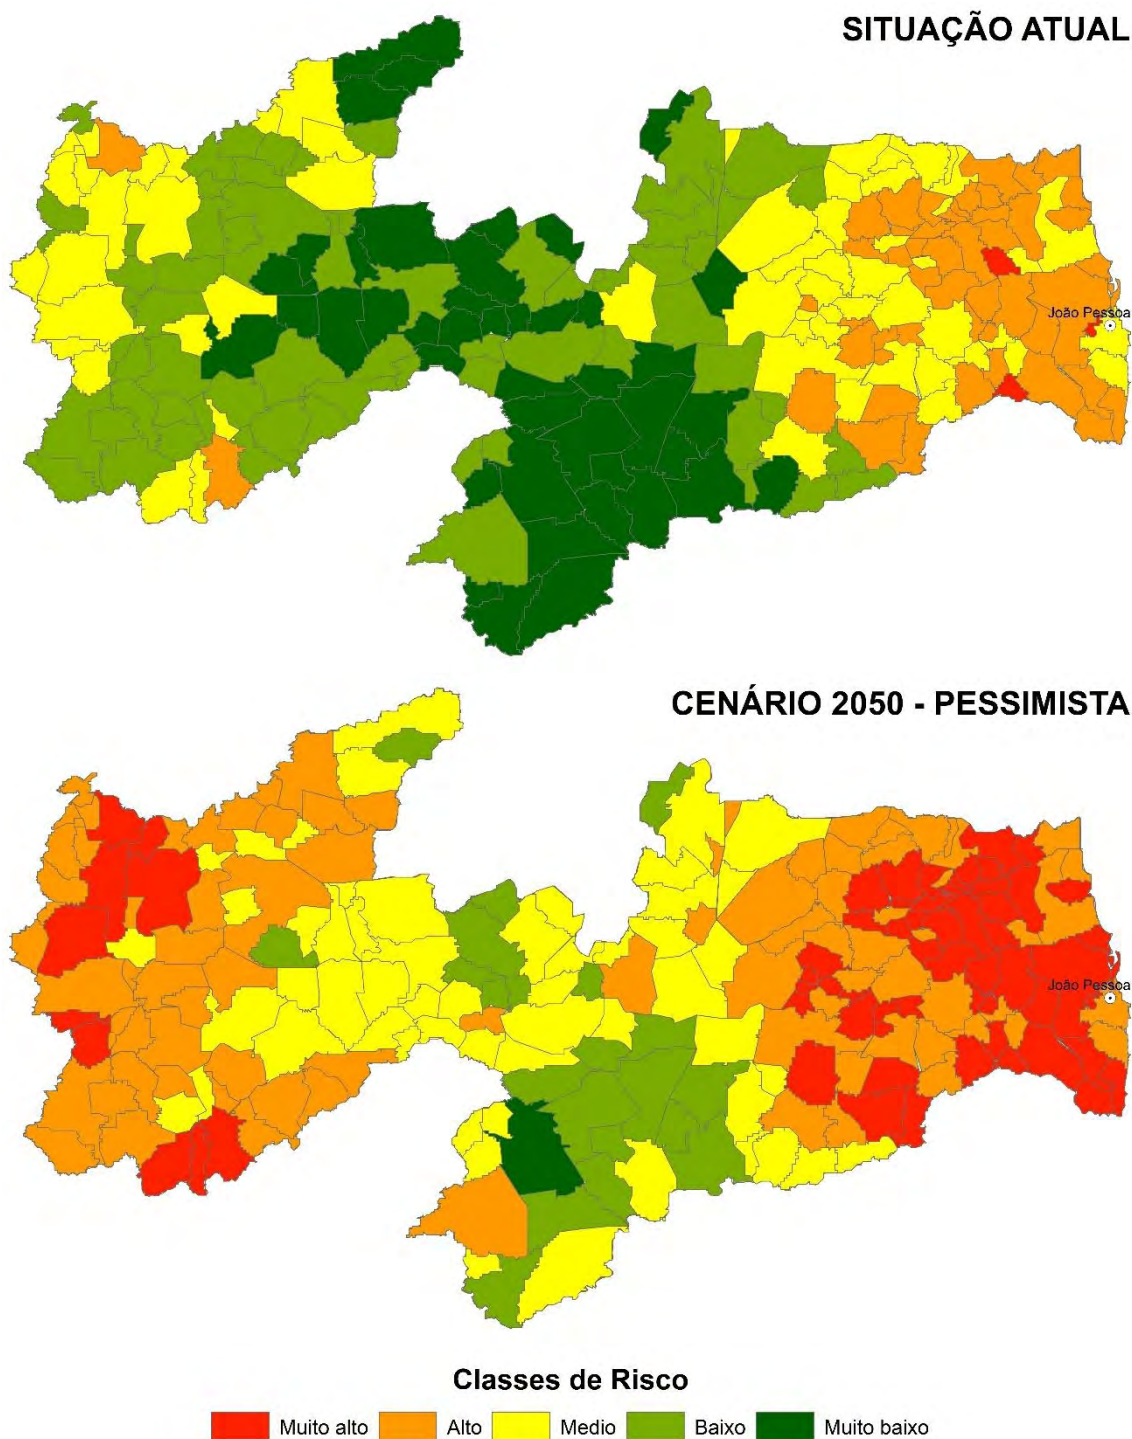 SITUAÇÃO ATUAL
João Pessoa
CENÁRIO 2050 - PESSIMISTA
João Pessoa
Classes de Risco
Muito alto
Alto
Medio
Baixo
Muito baixo